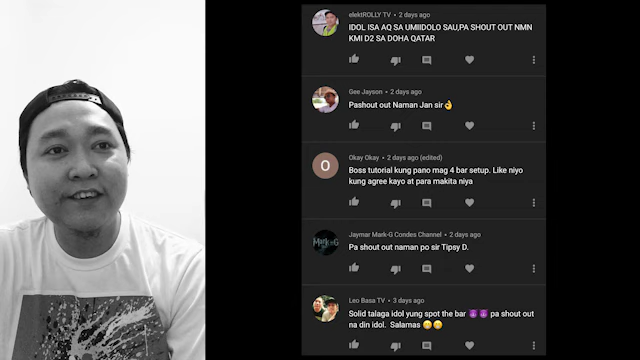 elektROLLY TV • 2 days ago
IDOL ISA AQ SA UMIIDOLO SAU,PA SHOUT OUT NMN
KMI D2 SA DOHA QATAR
Gee Jayson • 2 days ago
Pashout out Naman Jan sir👌
O
Okay Okay • 2 days ago (edited)
Boss tutorial kung pano mag 4 bar setup. Like niyo
kung agree kayo at para makita niya
Mark-G
Jaymar Mark-G Condes Channel • 2 days ago
Pa shout out naman po sir Tipsy D.
Leo Basa TV • 3 days ago
Solid talaga idol yung spot the bar 😈😈 pa shout out
na din idol. Salamas 😁😁